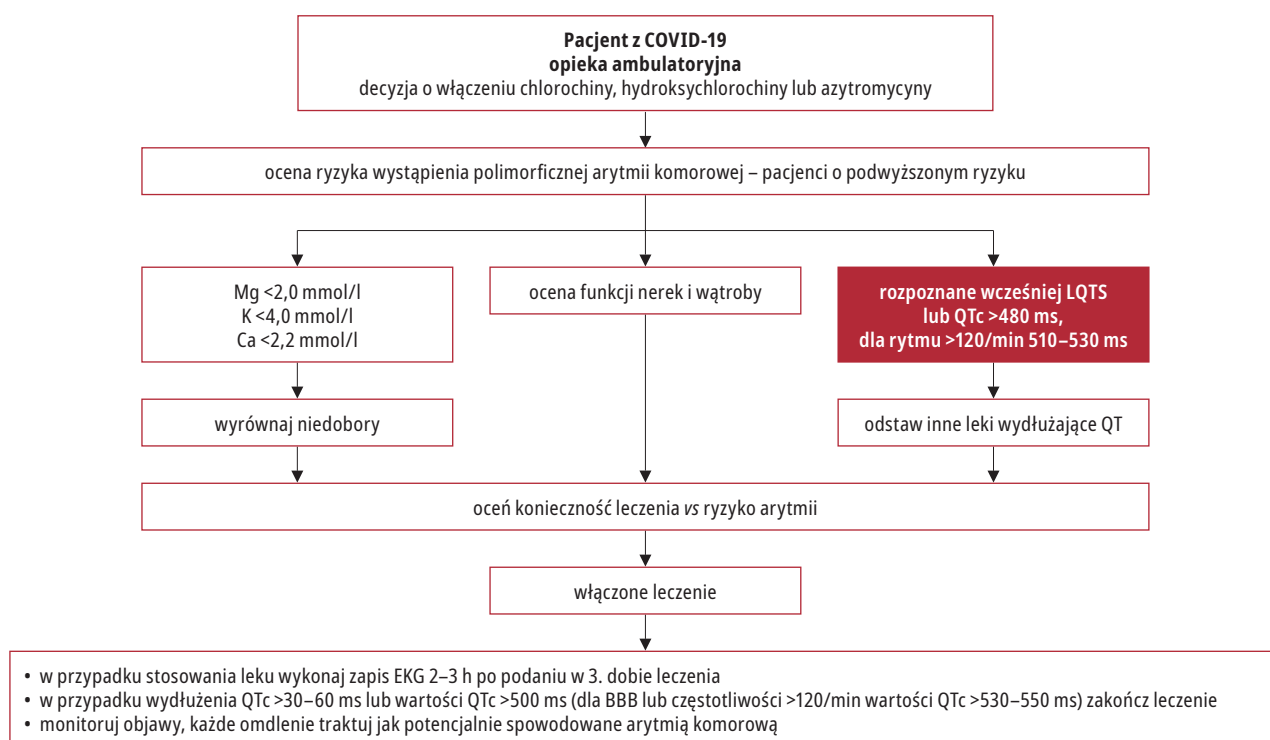 Pacjent z COVID-19
opieka ambulatoryjna
decyzja o włączeniu chlorochiny, hydroksychlorochiny lub azytromycyny
ocena ryzyka wystąpienia polimorficznej arytmii komorowej – pacjenci o podwyższonym ryzyku
Mg <2,0 mmol/l
K <4,0 mmol/l
Ca <2,2 mmol/l
ocena funkcji nerek i wątroby
rozpoznane wcześniej LQTS
lub QTc >480 ms,
dla rytmu >120/min 510–530 ms
wyrównaj niedobory
odstaw inne leki wydłużające QT
oceń konieczność leczenia vs ryzyko arytmii
włączone leczenie
• w przypadku stosowania leku wykonaj zapis EKG 2–3 h po podaniu w 3. dobie leczenia
• w przypadku wydłużenia QTc >30–60 ms lub wartości QTc >500 ms (dla BBB lub częstotliwości >120/min wartości QTc >530–550 ms) zakończ leczenie
• monitoruj objawy, każde omdlenie traktuj jak potencjalnie spowodowane arytmią komorową